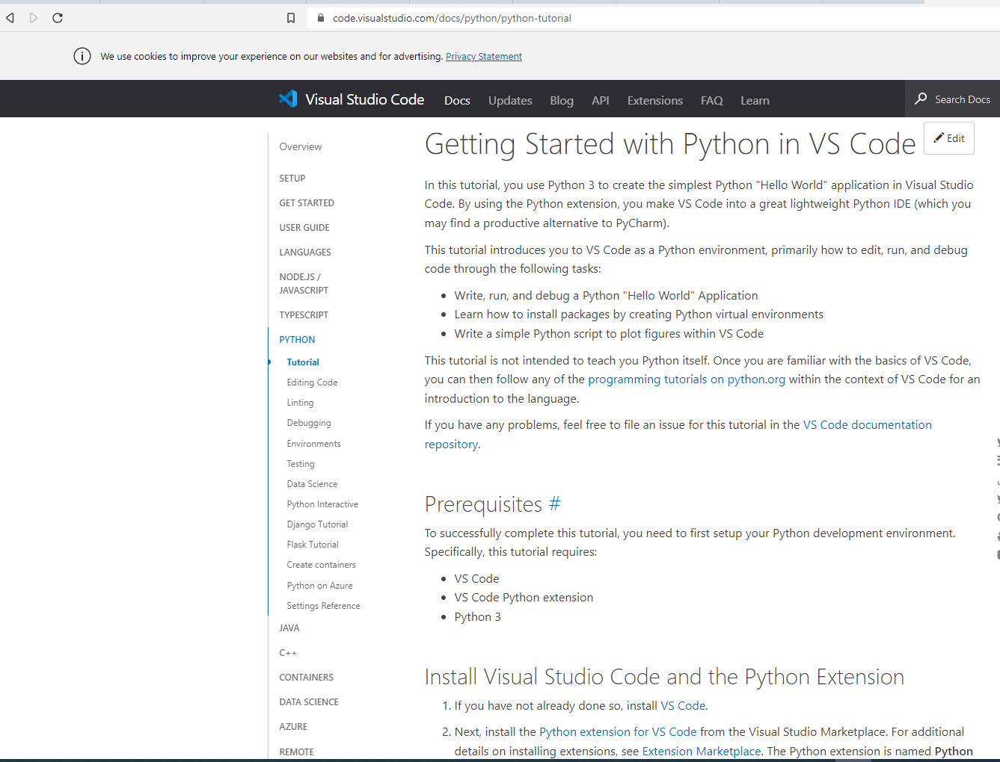 code.visualstudio.com/docs/python/python-tutorial
We use cookies to improve your experience on our websites and for advertising. Privacy Statement
Visual Studio Code
Docs
Updates
Blog
API
Extensions
FAQ
Learn
Search Docs
Overview
SETUP
GET STARTED
USER GUIDE
LANGUAGES
NODE.JS /
JAVASCRIPT
TYPESCRIPT
PYTHON
Tutorial
Editing Code
Linting
Debugging
Environments
Testing
Data Science
Python Interactive
Django Tutorial
Flask Tutorial
Create containers
Python on Azure
Settings Reference
JAVA
C++
CONTAINERS
DATA SCIENCE
AZURE
REMOTE
Getting Started with Python in VS Code
Edit
In this tutorial, you use Python 3 to create the simplest Python "Hello World" application in Visual Studio
Code. By using the Python extension, you make VS Code into a great lightweight Python IDE (which you
may find a productive alternative to PyCharm).
This tutorial introduces you to VS Code as a Python environment, primarily how to edit, run, and debug
code through the following tasks:
• Write, run, and debug a Python "Hello World" Application
• Learn how to install packages by creating Python virtual environments
• Write a simple Python script to plot figures within VS Code
This tutorial is not intended to teach you Python itself. Once you are familiar with the basics of VS Code,
you can then follow any of the programming tutorials on python.org within the context of VS Code for an
introduction to the language.
If you have any problems, feel free to file an issue for this tutorial in the VS Code documentation
repository.
Prerequisites #
To successfully complete this tutorial, you need to first setup your Python development environment.
Specifically, this tutorial requires:
• VS Code
• VS Code Python extension
• Python 3
Install Visual Studio Code and the Python Extension
1. If you have not already done so, install VS Code.
2. Next, install the Python extension for VS Code from the Visual Studio Marketplace. For additional
details on installing extensions, see Extension Marketplace. The Python extension is named Python